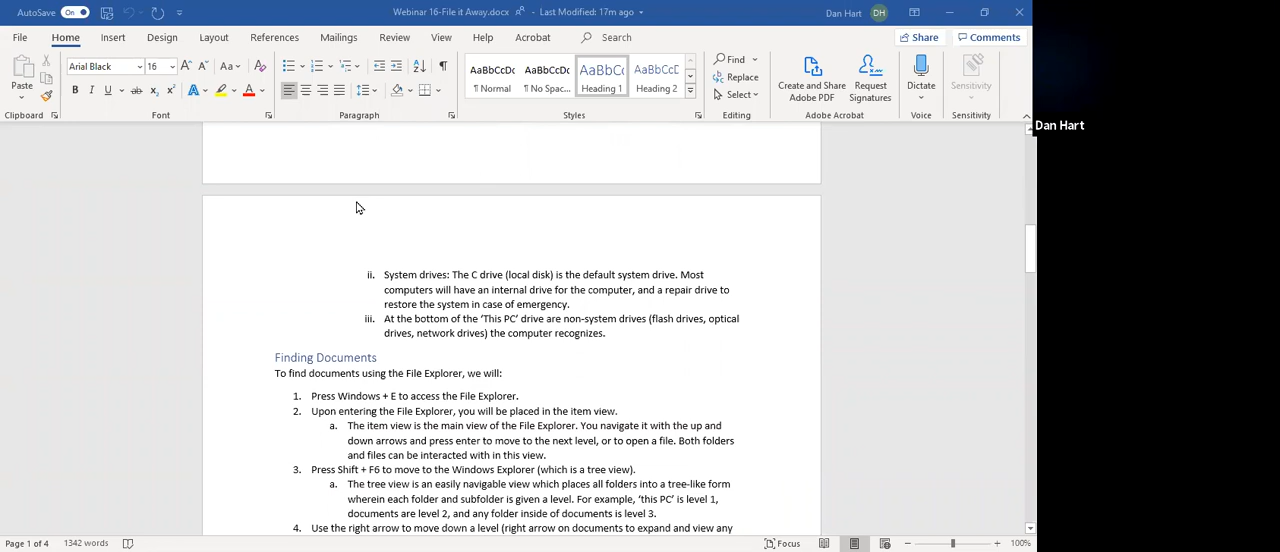 AutoSave On Webinar 16-File it Away.docx - Last Modified: 17m ago Dan Hart DH
File Home Insert Design Layout References Mailings Review View Help Acrobat Search Share Comments
Paste Arial Black 16 Aa AaBbCcDc AaBbCcDc AaBbCc AaBbCcD Find Replace Select Create and Share Adobe PDF Request Signatures Dictate Sensitivity
B I U ab x₂ x² A A ¶ Normal ¶ No Spac... Heading 1 Heading 2
Clipboard Font Paragraph Styles Editing Adobe Acrobat Voice Sensitivity
Dan Hart
ii. System drives: The C drive (local disk) is the default system drive. Most
computers will have an internal drive for the computer, and a repair drive to
restore the system in case of emergency.
iii. At the bottom of the ‘This PC’ drive are non-system drives (flash drives, optical
drives, network drives) the computer recognizes.
Finding Documents
To find documents using the File Explorer, we will:
1. Press Windows + E to access the File Explorer.
2. Upon entering the File Explorer, you will be placed in the item view.
a. The item view is the main view of the File Explorer. You navigate it with the up and
down arrows and press enter to move to the next level, or to open a file. Both folders
and files can be interacted with in this view.
3. Press Shift + F6 to move to the Windows Explorer (which is a tree view).
a. The tree view is an easily navigable view which places all folders into a tree-like form
wherein each folder and subfolder is given a level. For example, ‘this PC’ is level 1,
documents are level 2, and any folder inside of documents is level 3.
4. Use the right arrow to move down a level (right arrow on documents to expand and view any
Page 1 of 4 1342 words Focus 100%